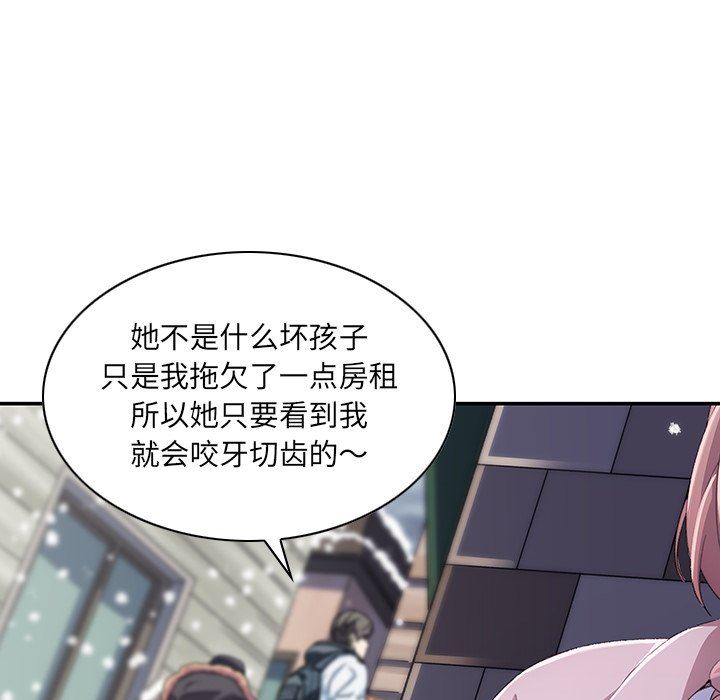 她不是什么坏孩子
只是我拖欠了一点房租
所以她只要看到我
就会咬牙切齿的～